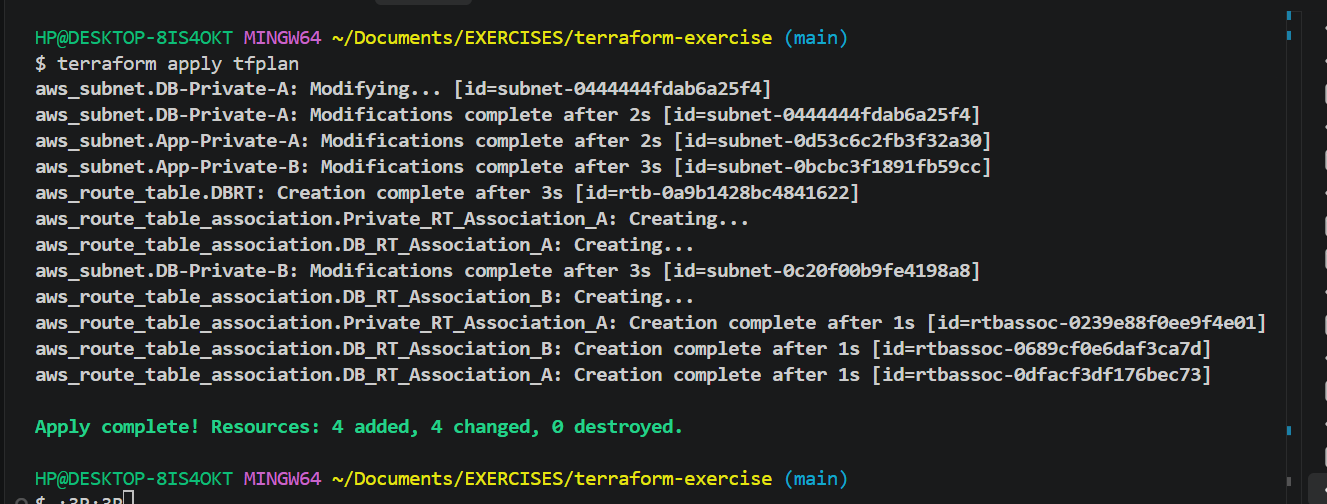 HP@DESKTOP-8IS4OKT MINGW64 ~/Documents/EXERCISES/terraform-exercise (main)
$ terraform apply tfplan
aws_subnet.DB-Private-A: Modifying... [id=subnet-0444444fdab6a25f4]
aws_subnet.DB-Private-A: Modifications complete after 2s [id=subnet-0444444fdab6a25f4]
aws_subnet.App-Private-A: Modifications complete after 2s [id=subnet-0d53c6c2fb3f32a30]
aws_subnet.App-Private-B: Modifications complete after 3s [id=subnet-0bcbc3f1891fb59cc]
aws_route_table.DBRT: Creation complete after 3s [id=rtb-0a9b1428bc4841622]
aws_route_table_association.Private_RT_Association_A: Creating...
aws_route_table_association.DB_RT_Association_A: Creating...
aws_subnet.DB-Private-B: Modifications complete after 3s [id=subnet-0c20f00b9fe4198a8]
aws_route_table_association.DB_RT_Association_B: Creating...
aws_route_table_association.Private_RT_Association_A: Creation complete after 1s [id=rtbassoc-0239e88f0ee9f4e01]
aws_route_table_association.DB_RT_Association_B: Creation complete after 1s [id=rtbassoc-0689cf0e6daf3ca7d]
aws_route_table_association.DB_RT_Association_A: Creation complete after 1s [id=rtbassoc-0dfacf3df176bec73]
Apply complete! Resources: 4 added, 4 changed, 0 destroyed.
HP@DESKTOP-8IS4OKT MINGW64 ~/Documents/EXERCISES/terraform-exercise (main)
$